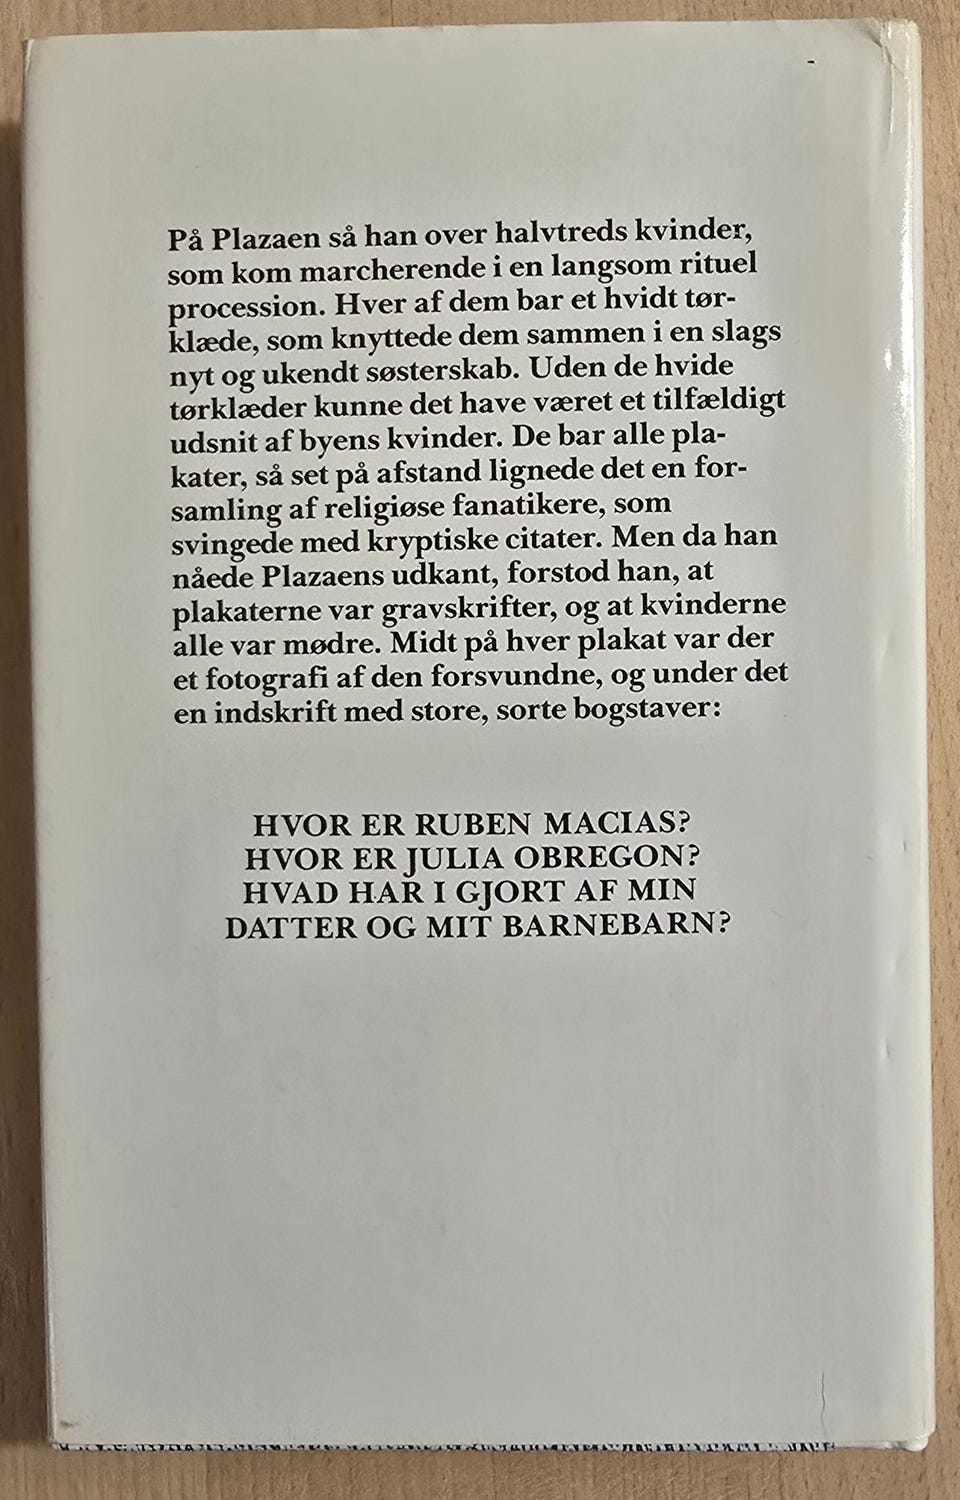 På Plazaen så han over halvtreds kvinder,
som kom marcherende i en langsom rituel
procession. Hver af dem bar et hvidt tør-
klæde, som knyttede dem sammen i en slags
nyt og ukendt søsterskab. Uden de hvide
tørklæder kunne det have været et tilfældigt
udsnit af byens kvinder. De bar alle pla-
kater, så set på afstand lignede det en for-
samling af religiøse fanatikere, som
svingede med kryptiske citater. Men da han
nåede Plazaens udkant, forstod han, at
plakaterne var gravskrifter, og at kvinderne
alle var mødre. Midt på hver plakat var der
et fotografi af den forsvundne, og under det
en indskrift med store, sorte bogstaver:
HVOR ER RUBEN MACIAS?
HVOR ER JULIA OBREGON?
HVAD HAR I GJORT AF MIN
DATTER OG MIT BARNEBARN?